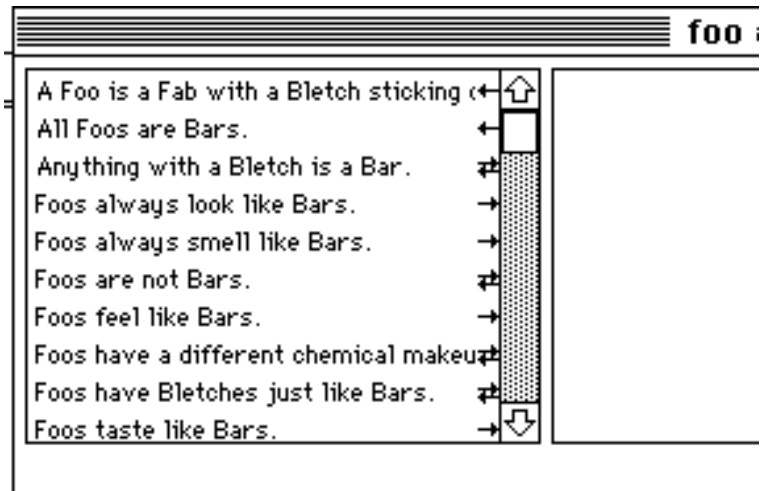 foo
A Foo is a Fab with a Bletch sticking
All Foos are Bars.
Anything with a Bletch is a Bar.
Foos always look like Bars.
Foos always smell like Bars.
Foos are not Bars.
Foos feel like Bars.
Foos have a different chemical makeu
Foos have Bletches just like Bars.
Foos taste like Bars.